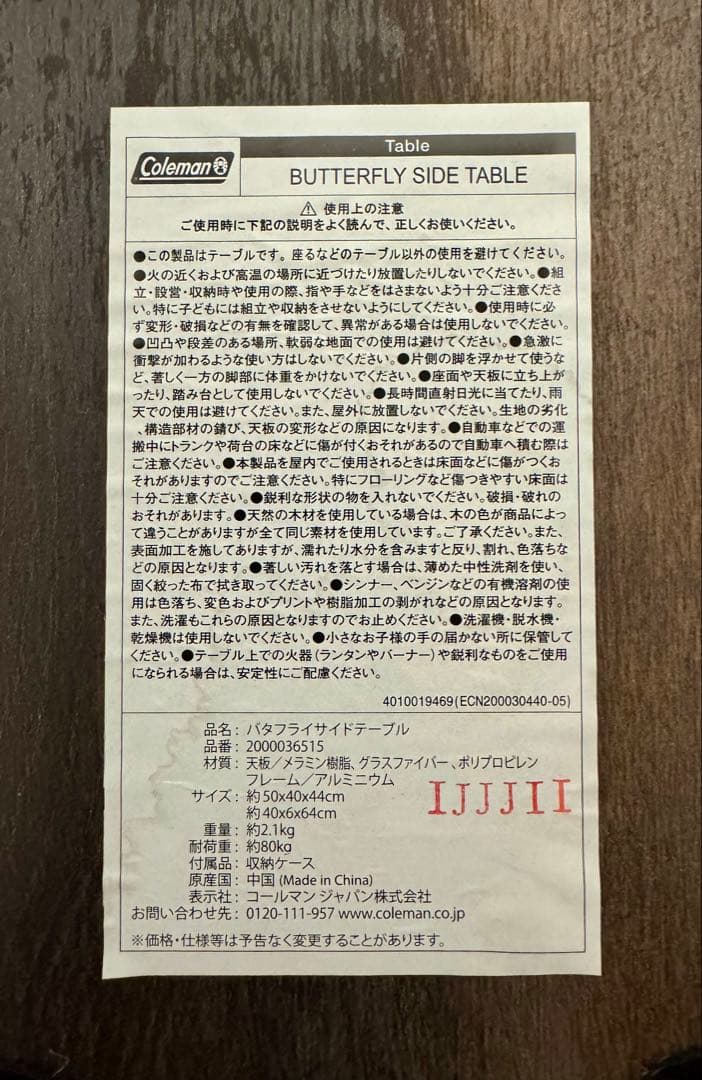 Coleman
Table
BUTTERFLY SIDE TABLE
⚠ 使用上の注意
ご使用時に下記の説明をよく読んで、正しくお使いください。
●この製品はテーブルです。座るなどのテーブル以外の使用を避けてください。
●火の近くおよび高温の場所に近づけたり放置したりしないでください。●組
立・設営・収納時や使用の際、指や手などをはさまないよう十分ご注意くださ
い。特に子どもには組立や収納をさせないようにしてください。●使用時に必
ず変形・破損などの有無を確認して、異常がある場合は使用しないでください。
●凹凸や段差のある場所、軟弱な地面での使用は避けてください。●急激に
衝撃が加わるような使い方はしないでください。●片側の脚を浮かせて使うな
ど、著しく一方の脚部に体重をかけないでください。●座面や天板に立ち上が
ったり、踏み台として使用しないでください。●長時間直射日光に当てたり、雨
天での使用は避けてください。また、屋外に放置しないでください。生地の劣化
、構造部材の錆び、天板の変形などの原因になります。●自動車などでの運
搬中にトランクや荷台の床などに傷が付くおそれがあるので自動車へ積む際は
ご注意ください。●本製品を屋内でご使用されるときは床面などに傷がつくお
それがありますのでご注意ください。特にフローリングなど傷つきやすい床面は
十分ご注意ください。●鋭利な形状の物を入れないでください。破損・破れの
おそれがあります。●天然の木材を使用している場合は、木の色が商品によっ
て違うことがありますが全て同じ素材を使用しています。ご了承ください。また、
表面加工を施してありますが、濡れたり水分を含みますと反り、割れ、色落ちな
どの原因となります。●著しい汚れを落とす場合は、薄めた中性洗剤を使い、
固く絞った布で拭き取ってください。●シンナー、ベンジンなどの有機溶剤の使
用は色落ち、変色およびプリントや樹脂加工の剥がれなどの原因となります。
また、洗濯もこれらの原因となりますのでお止めください。●洗濯機・脱水機・
乾燥機は使用しないでください。●小さなお子様の手の届かない所に保管して
ください。●テーブル上での火器(ランタンやバーナー)や鋭利なものをご使用
になられる場合は、安定性にご配慮ください。
4010019469(ECN200030440-05)
品名: バタフライサイドテーブル
品番: 2000036515
材質: 天板/メラミン樹脂、グラスファイバー、ポリプロピレン
フレーム/アルミニウム
サイズ: 約50x40x44cm
約40x6x64cm
IJJJII
重量: 約2.1kg
耐荷重: 約80kg
付属品: 収納ケース
原産国: 中国(Made in China)
表示社: コールマン ジャパン株式会社
お問い合わせ先: 0120-111-957 www.coleman.co.jp
※価格・仕様等は予告なく変更することがあります。